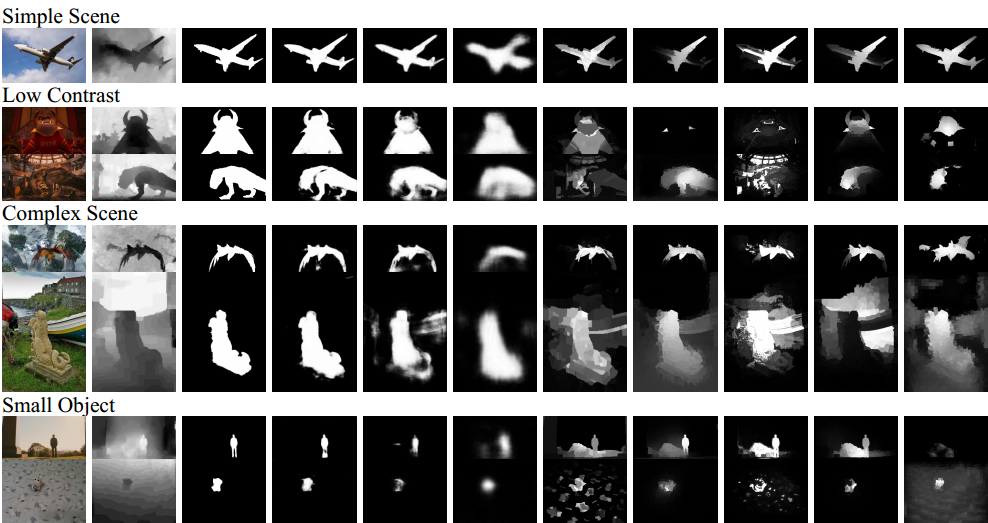 Simple Scene
Low Contrast
Complex Scene
Small Object